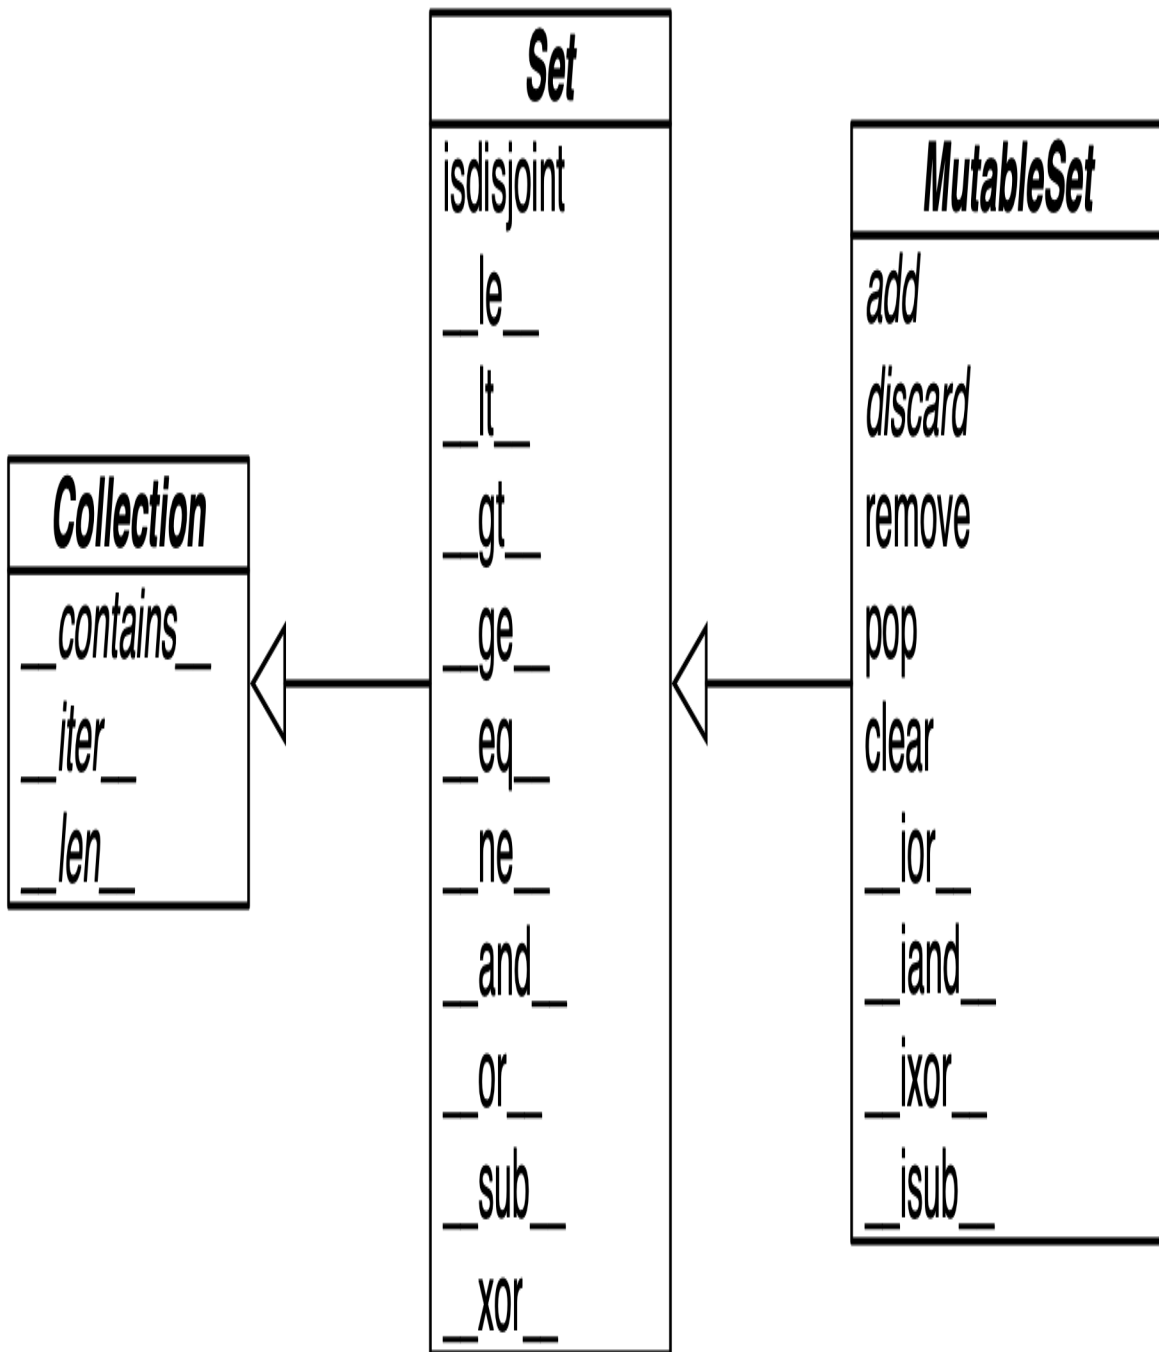 Set
isdisjoint
__le__
__lt__
__gt__
__ge__
__eq__
__ne__
__and__
__or__
__sub__
__xor__
MutableSet
add
discard
remove
pop
clear
__ior__
__iand__
__ixor__
__isub__
Collection
__contains__
__iter__
__len__